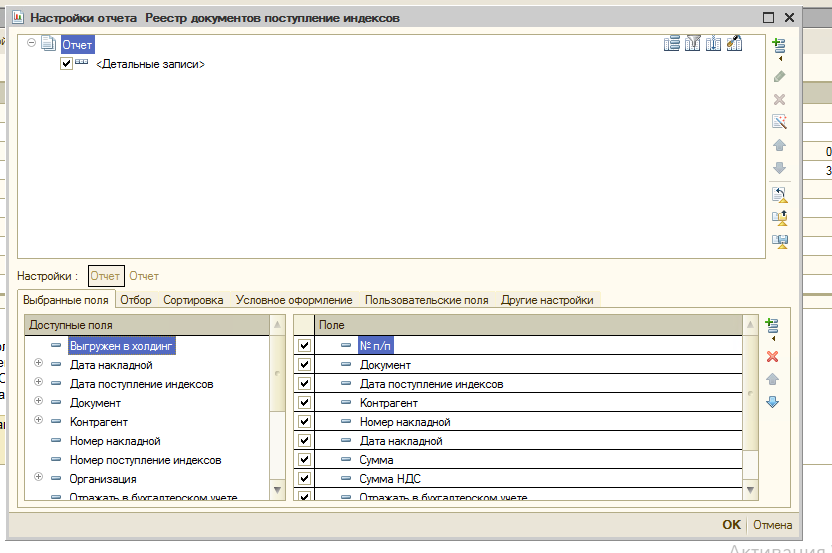 Настройки отчета Реестр документов поступление индексов
Отчет
<Детальные записи>
0
3
Настройки : Отчет Отчет
Выбранные поля Отбор Сортировка Условное оформление Пользовательские поля Другие настройки
Доступные поля Поле
Выгружен в холдинг № п/п
Дата накладной Документ
Дата поступление индексов Дата поступление индексов
Документ Контрагент
Контрагент Номер накладной
Номер накладной Дата накладной
Номер поступление индексов Сумма
Организация Сумма НДС
Отражать в бухгалтерском учете Отражать в бухгалтерском учете
OK Отмена
Активация